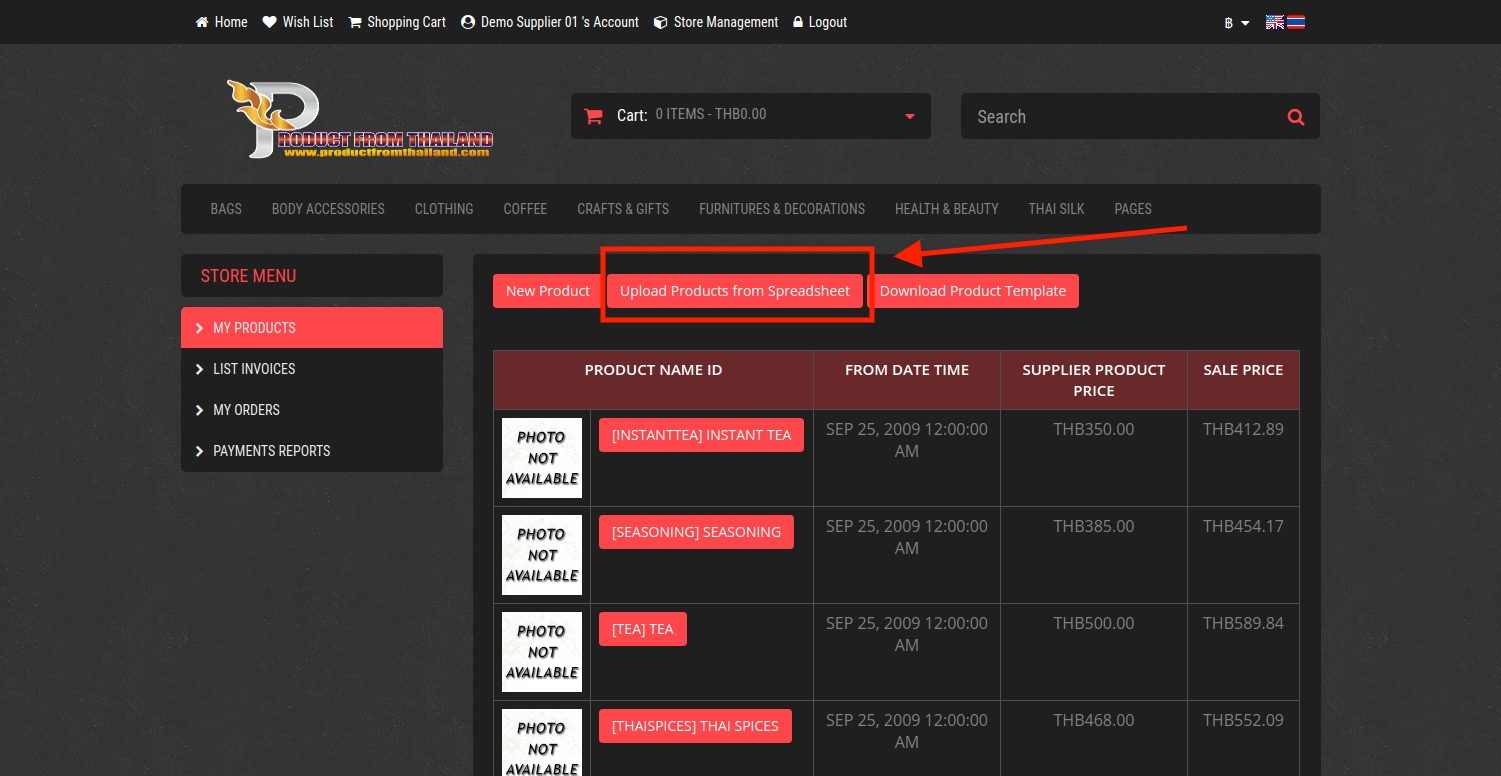 Home Wish List Shopping Cart Demo Supplier 01 's Account Store Management Logout ฿
PRODUCT FROM THAILAND
www.productfromthailand.com
Cart: 0 ITEMS - THB0.00
Search
BAGS BODY ACCESSORIES CLOTHING COFFEE CRAFTS & GIFTS FURNITURES & DECORATIONS HEALTH & BEAUTY THAI SILK PAGES
STORE MENU
MY PRODUCTS
LIST INVOICES
MY ORDERS
PAYMENTS REPORTS
New Product Upload Products from Spreadsheet Download Product Template
PRODUCT NAME ID FROM DATE TIME SUPPLIER PRODUCT SALE PRICE
PRICE
PHOTO
NOT
AVAILABLE
[INSTANTTEA] INSTANT TEA SEP 25, 2009 12:00:00 THB350.00 THB412.89
AM
PHOTO
NOT
AVAILABLE
[SEASONING] SEASONING SEP 25, 2009 12:00:00 THB385.00 THB454.17
AM
PHOTO
NOT
AVAILABLE
[TEA] TEA SEP 25, 2009 12:00:00 THB500.00 THB589.84
AM
PHOTO
NOT
AVAILABLE
[THAISPICES] THAI SPICES SEP 25, 2009 12:00:00 THB468.00 THB552.09
AM